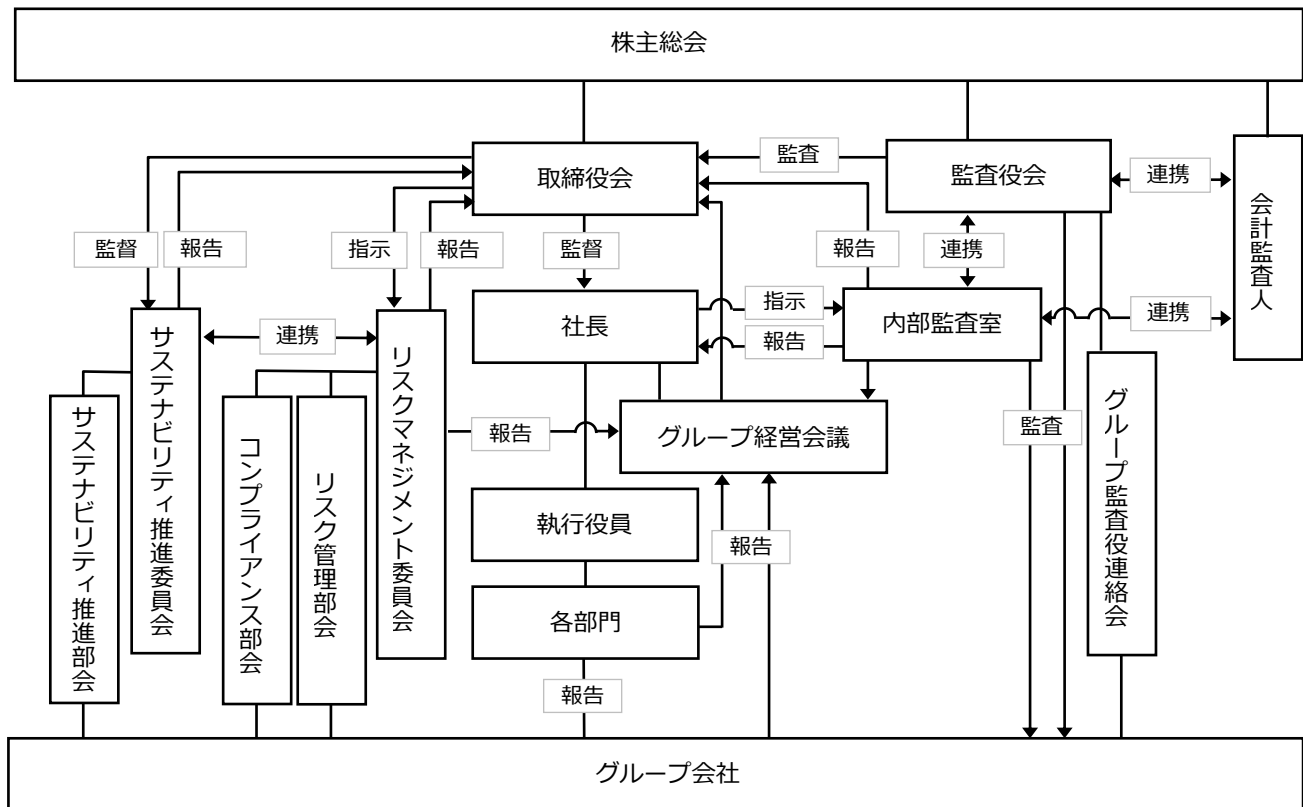 株主総会
取締役会
監査
監査役会
連携
会計監査人
監督
報告
指示
報告
監督
報告
連携
社長
指示
報告
内部監査室
連携
サステナビリティ推進委員会
連携
リスクマネジメント委員会
サステナビリティ推進部会
コンプライアンス部会
リスク管理部会
報告
グループ経営会議
監査
グループ監査役連絡会
執行役員
報告
各部門
報告
グループ会社